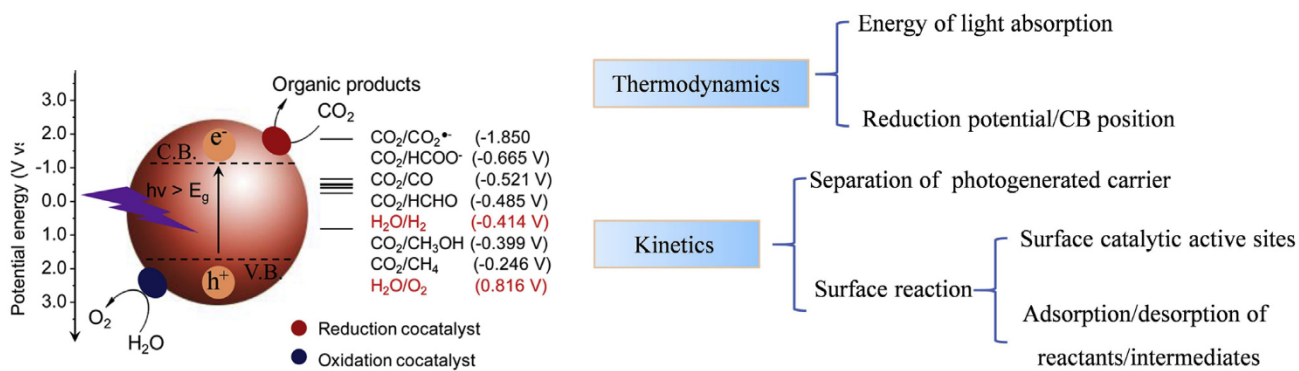 Potential energy (V vs
2.0
-1.0
0.0
1.0
2.0
3.0
Organic products
CO₂
e⁻
C.B.
hν > E_g
V.B.
h⁺
O₂
H₂O
CO₂/CO₂•⁻ (-1.850
CO₂/HCOO⁻ (-0.665 V)
CO₂/CO (-0.521 V)
CO₂/HCHO (-0.485 V)
H₂O/H₂ (-0.414 V)
CO₂/CH₃OH (-0.399 V)
CO₂/CH₄ (-0.246 V)
H₂O/O₂ (0.816 V)
Reduction cocatalyst
Oxidation cocatalyst
Thermodynamics
Energy of light absorption
Reduction potential/CB position
Kinetics
Separation of photogenerated carrier
Surface reaction
Surface catalytic active sites
Adsorption/desorption of
reactants/intermediates